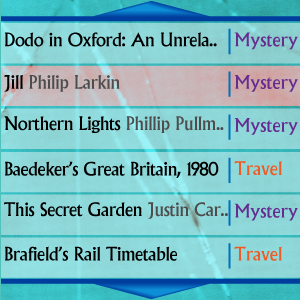 Dodo in Oxford: An Unrela.. Mystery
Jill Philip Larkin Mystery
Northern Lights Phillip Pullm.. Mystery
Baedeker's Great Britain, 1980 Travel
This Secret Garden Justin Car.. Mystery
Brafield's Rail Timetable Travel